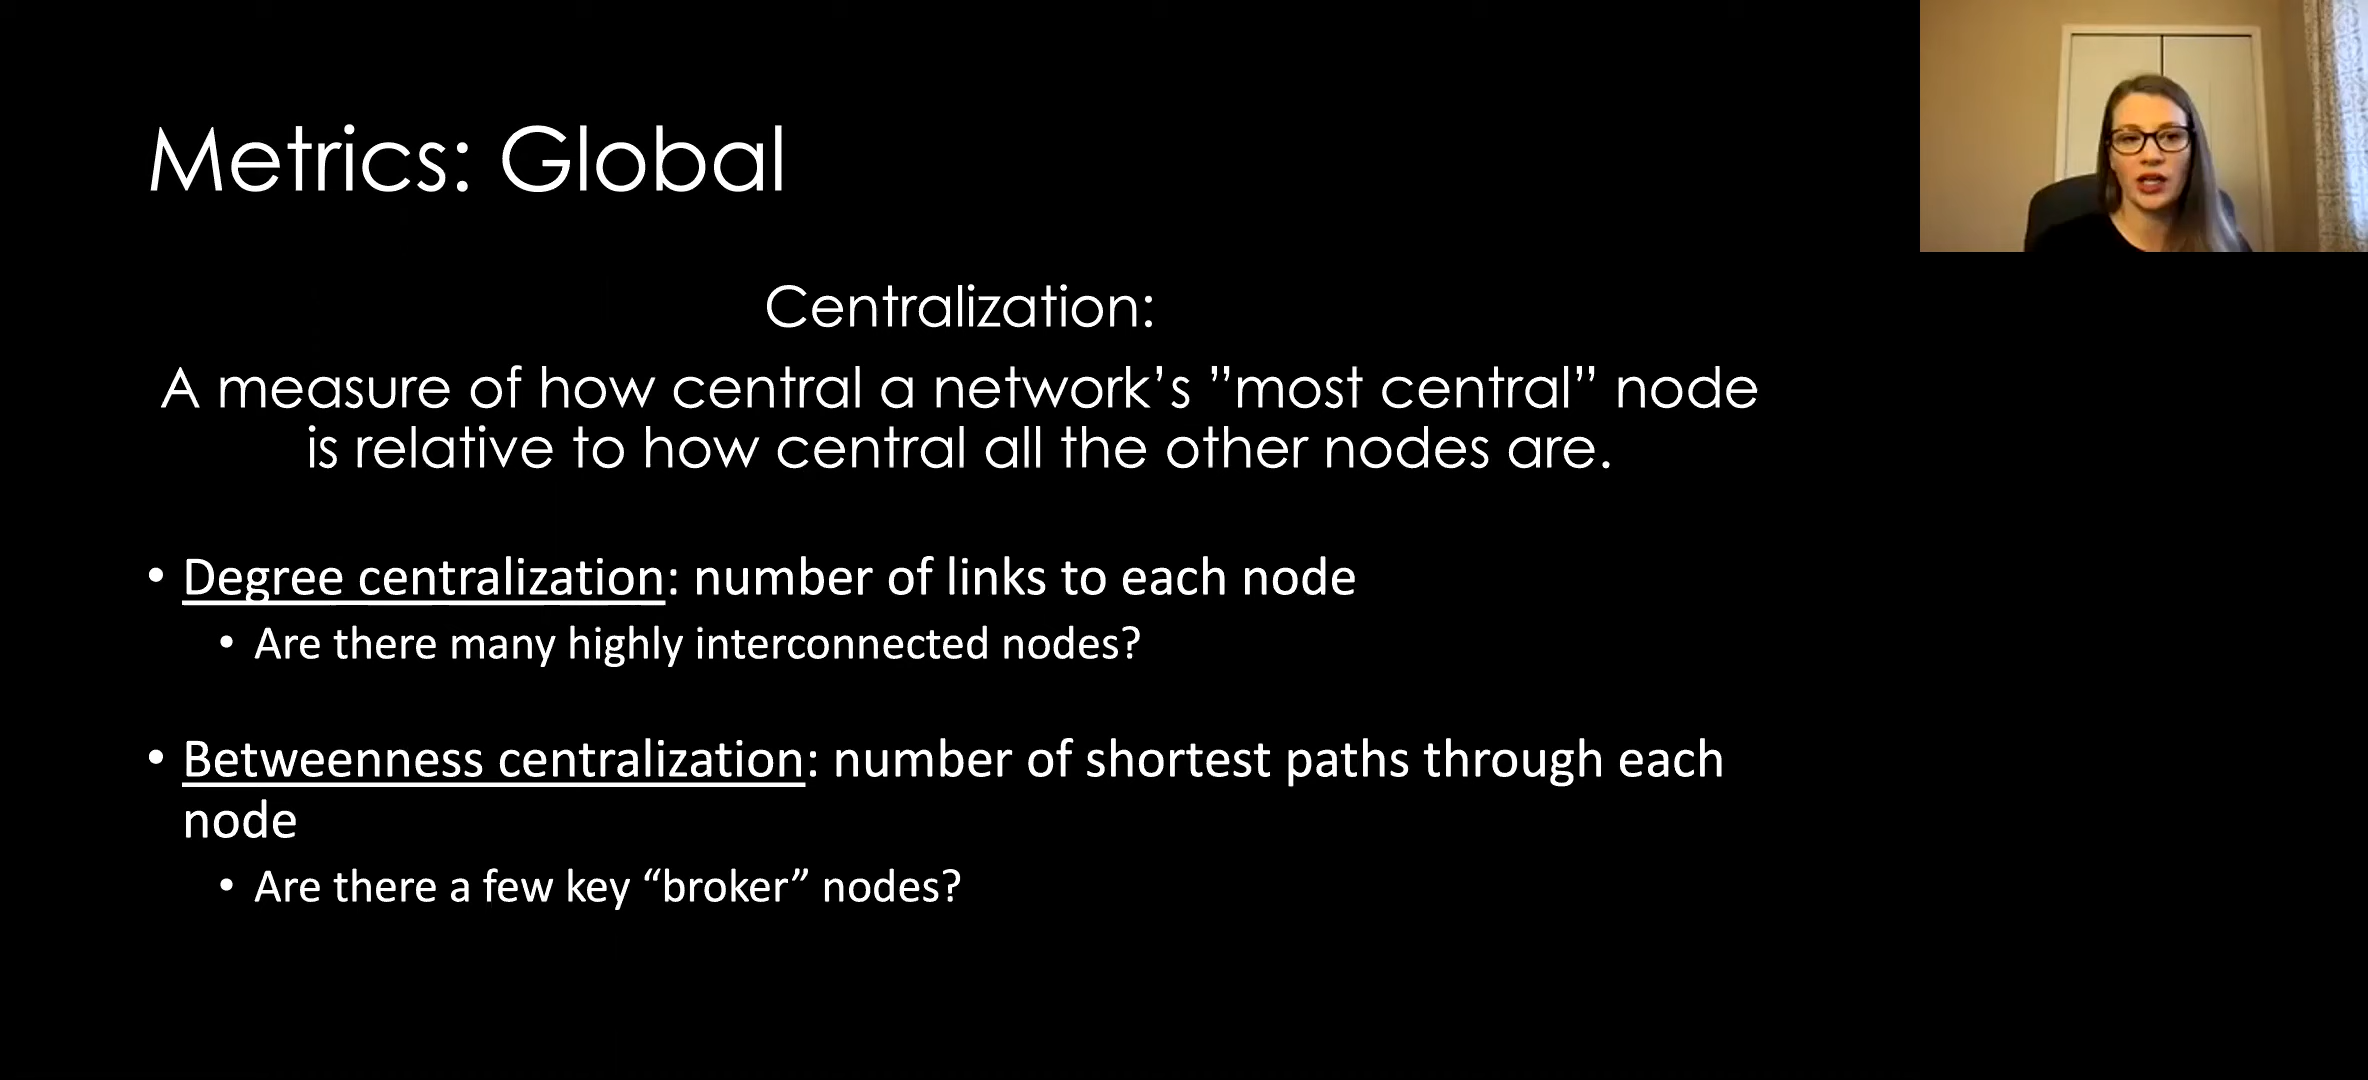 Metrics: Global
Centralization:
A measure of how central a network’s ”most central” node
is relative to how central all the other nodes are.
• Degree centralization: number of links to each node
• Are there many highly interconnected nodes?
• Betweenness centralization: number of shortest paths through each
node
• Are there a few key “broker” nodes?